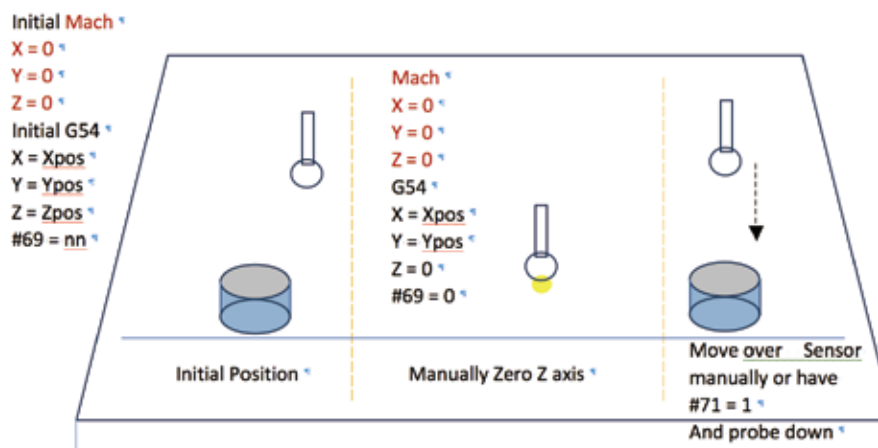 Initial Mach
X = 0
Y = 0
Z = 0
Initial G54
X = Xpos
Y = Ypos
Z = Zpos
#69 = nn
Mach
X = 0
Y = 0
Z = 0
G54
X = Xpos
Y = Ypos
Z = 0
#69 = 0
Initial Position
Manually Zero Z axis
Move over Sensor
manually or have
#71 = 1
And probe down